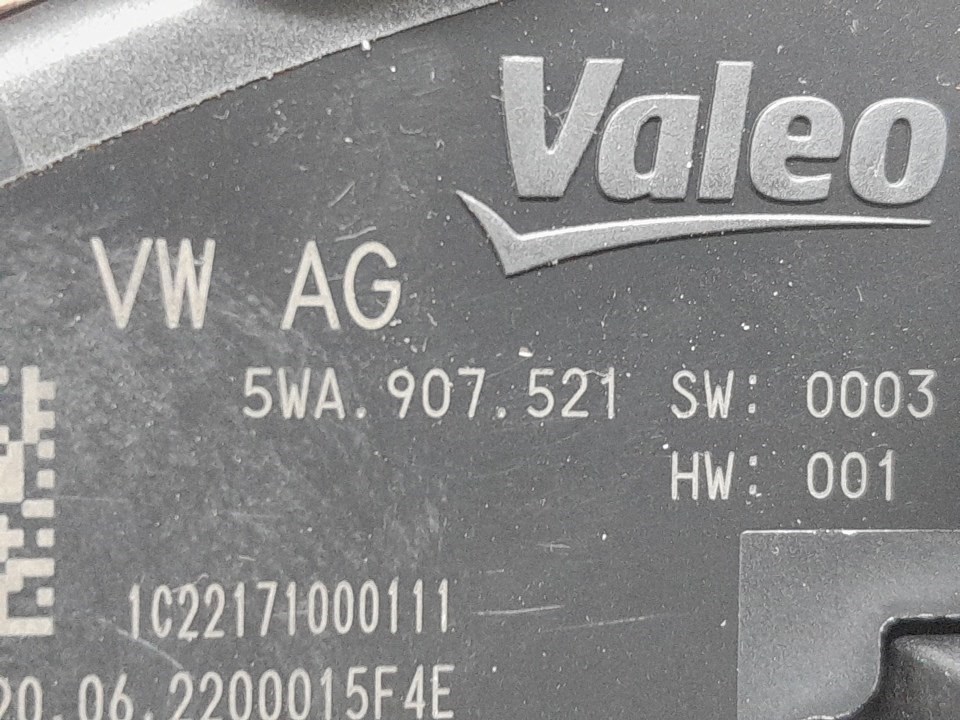 Valeo
VW AG
5WA.907.521 SW: 0003
HW: 001
1C22171000111
20.06.2200015F4E